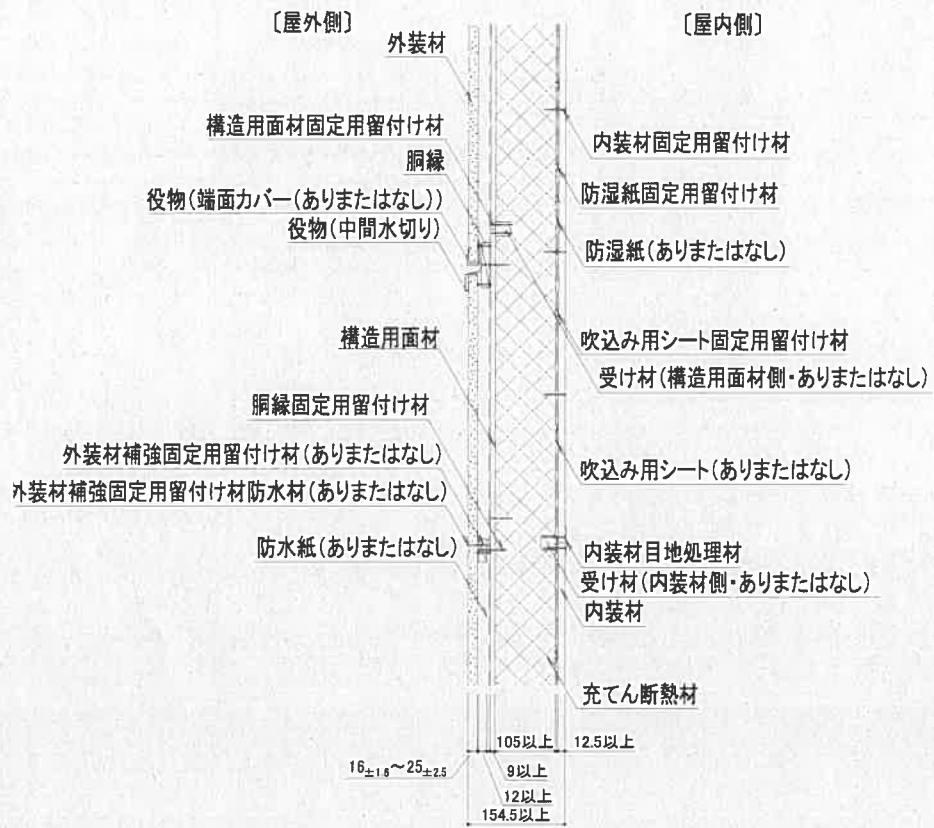 〔屋外側〕
〔屋内側〕
外装材
構造用面材固定用留付け材
胴縁
役物(端面カバー(ありまたはなし))
役物(中間水切り)
構造用面材
胴縁固定用留付け材
外装材補強固定用留付け材(ありまたはなし)
外装材補強固定用留付け材防水材(ありまたはなし)
防水紙(ありまたはなし)
内装材固定用留付け材
防湿紙固定用留付け材
防湿紙(ありまたはなし)
吹込み用シート固定用留付け材
受け材(構造用面材側・ありまたはなし)
吹込み用シート(ありまたはなし)
内装材目地処理材
受け材(内装材側・ありまたはなし)
内装材
充てん断熱材
105以上
12.5以上
16±1.6～25±2.5
9以上
12以上
154.5以上